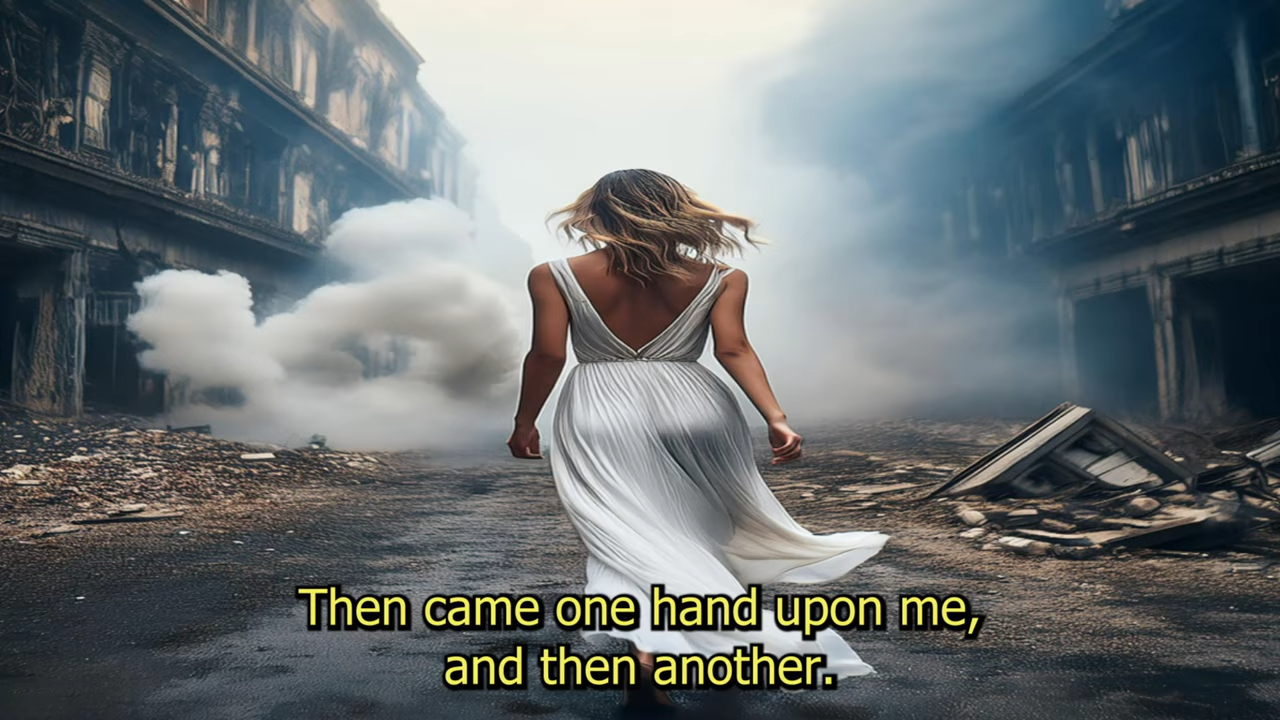 Then came one hand upon me,
and then another.